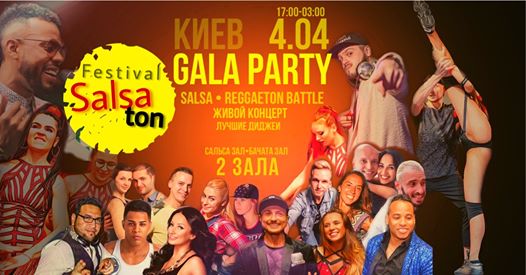 Festival
Salsa
ton
17:00-03:00
КИЕВ 4.04
GALA PARTY
SALSA • REGGAETON BATTLE
ЖИВОЙ КОНЦЕРТ
ЛУЧШИЕ ДИДЖЕИ
САЛЬСА ЗАЛ+БАЧАТА ЗАЛ
2 ЗАЛА